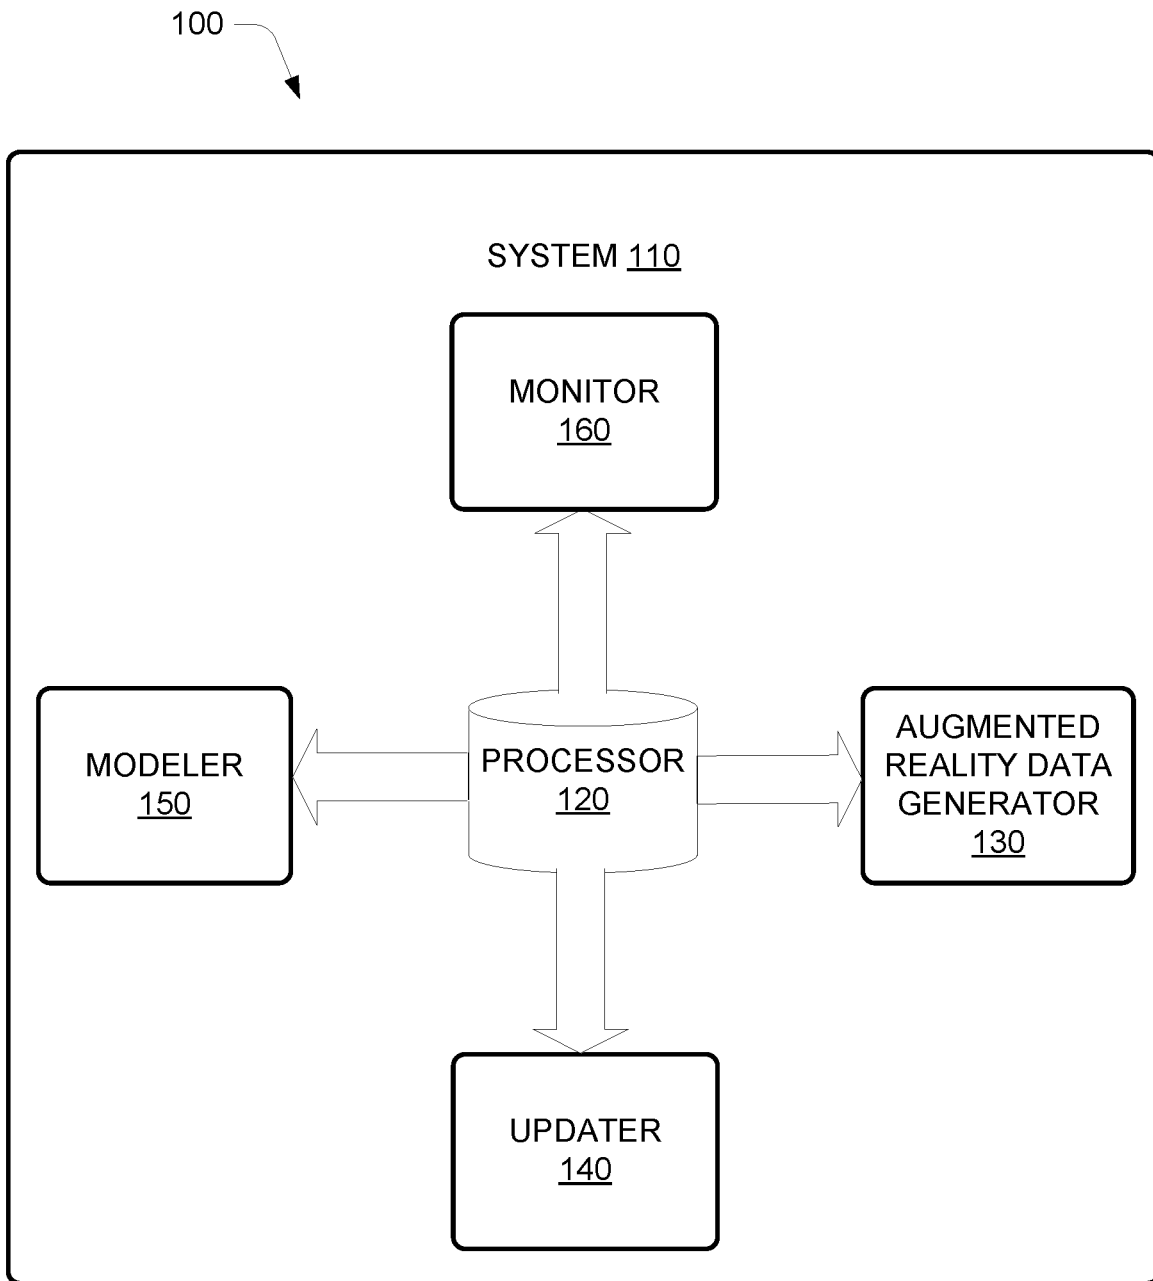 100
SYSTEM 110
MONITOR
160
MODELER
150
PROCESSOR
120
AUGMENTED
REALITY DATA
GENERATOR
130
UPDATER
140